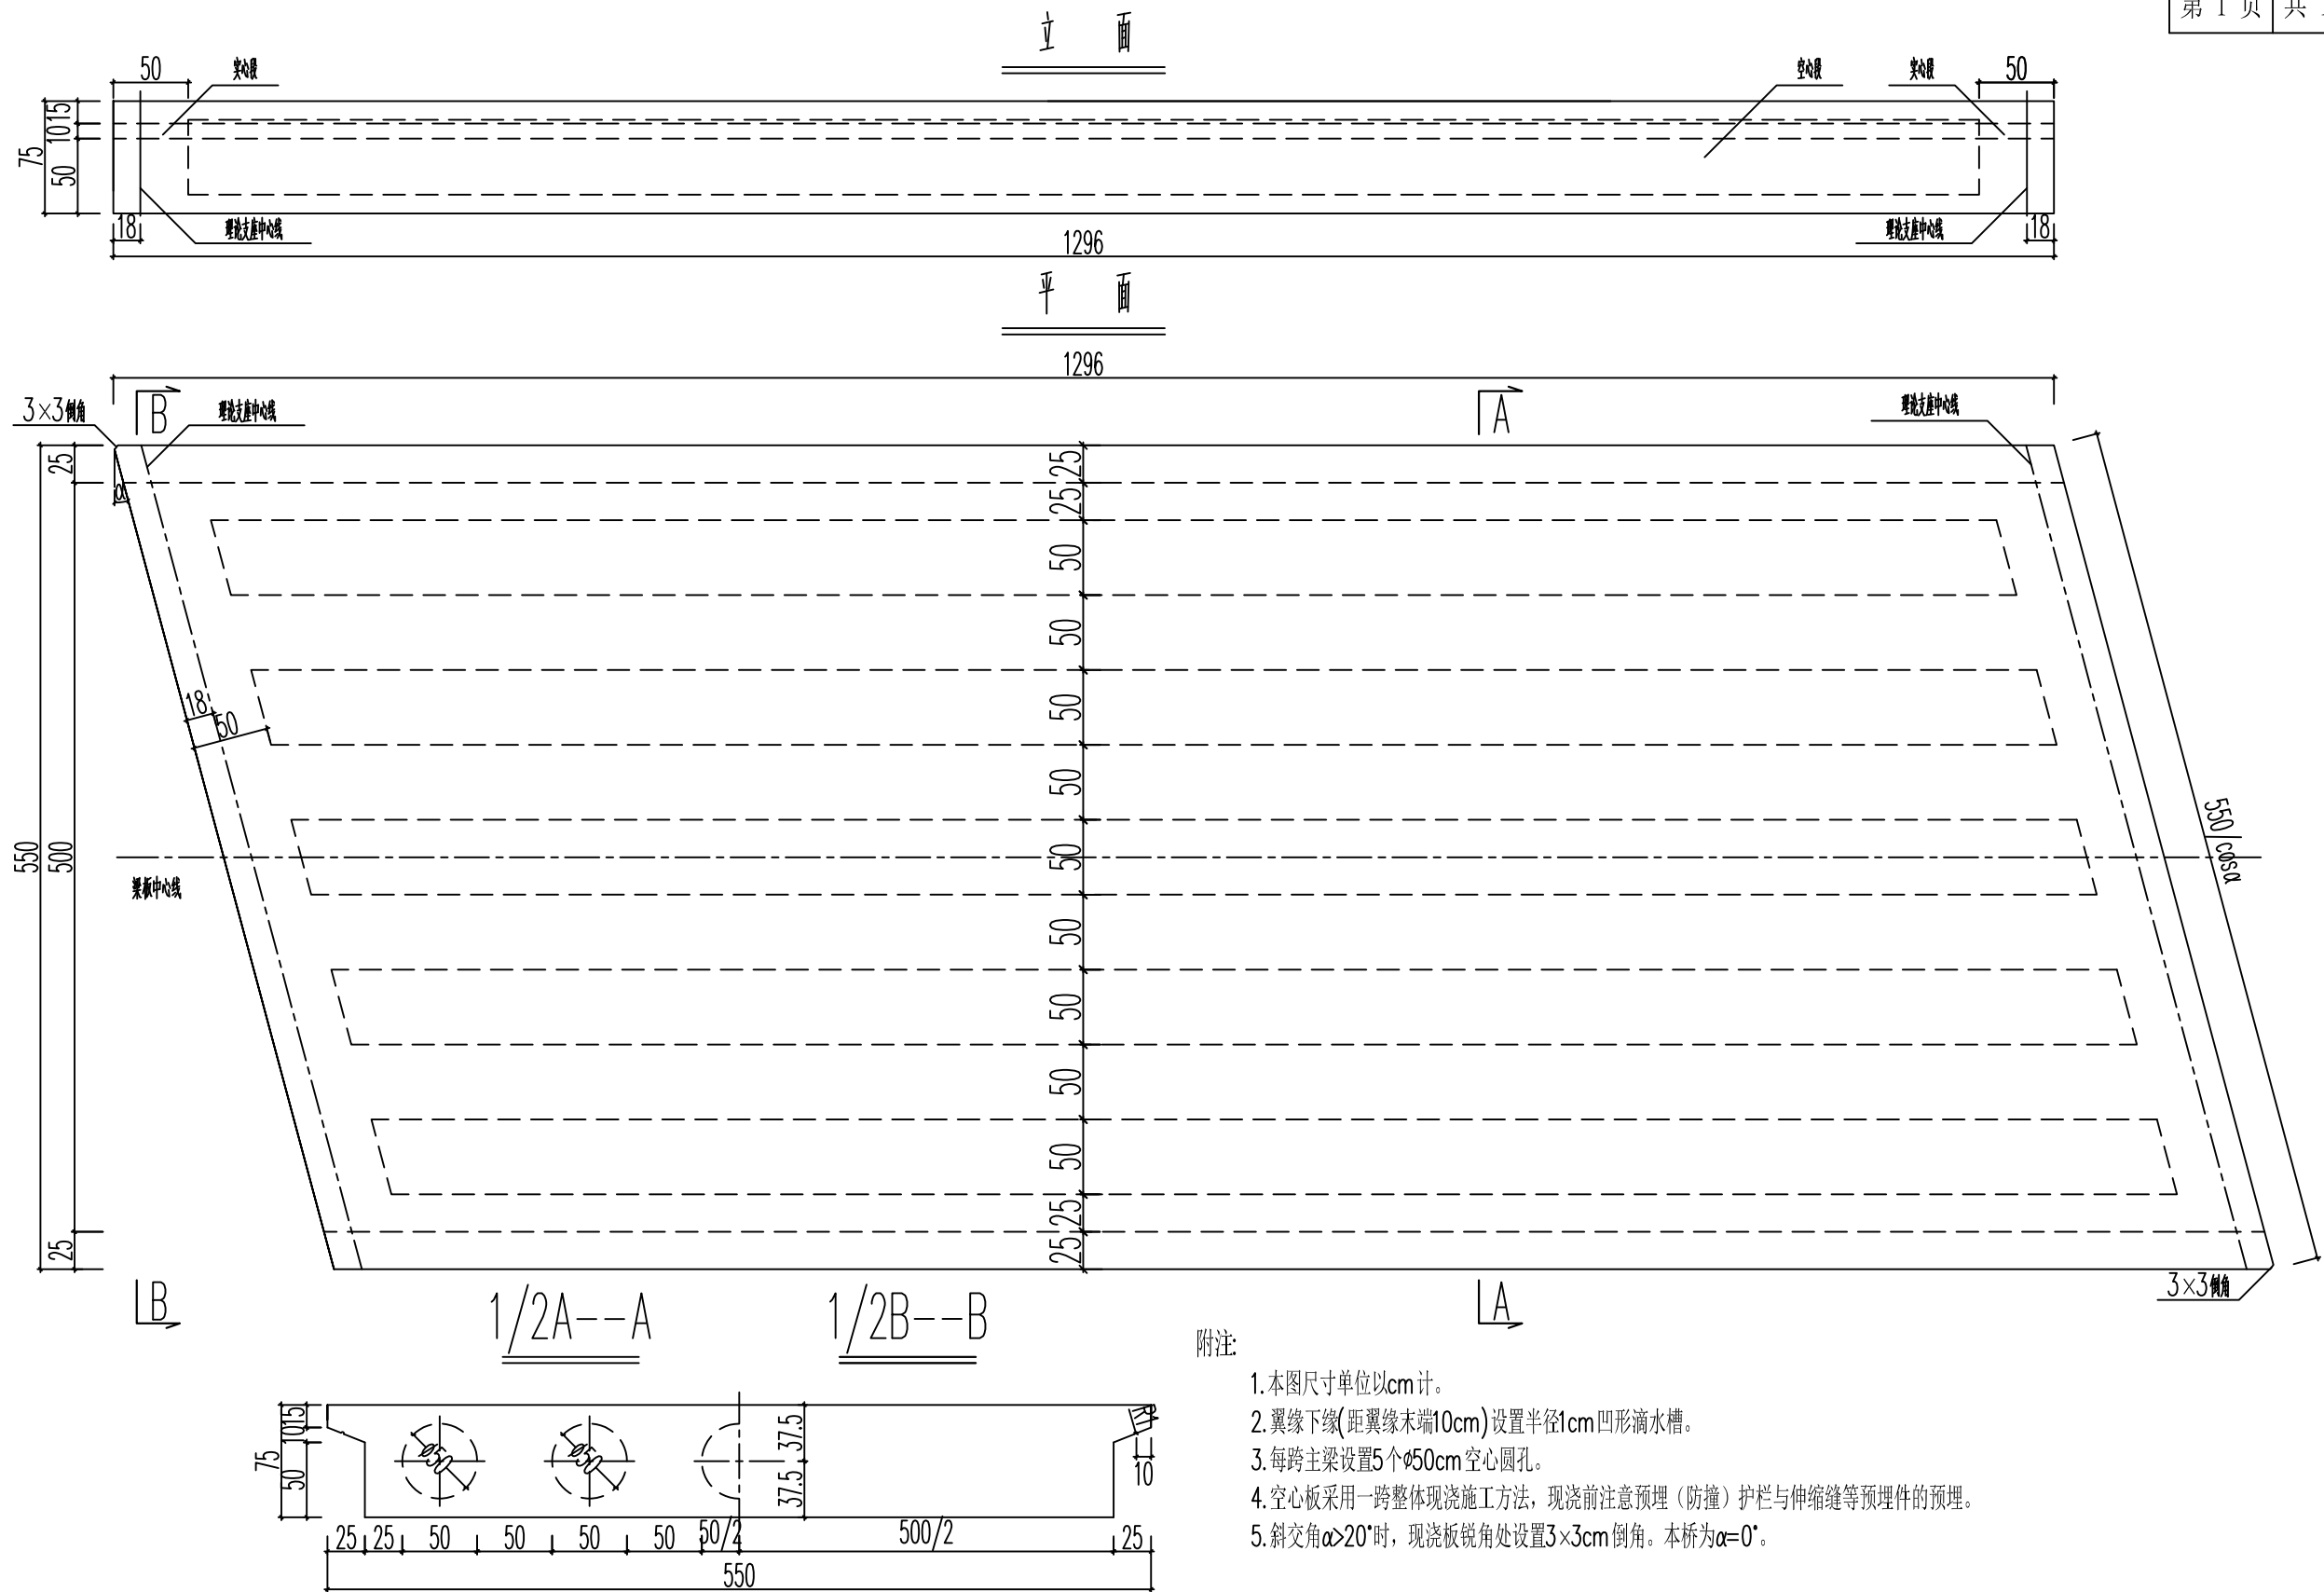 第 1 页 共
立 面
50
实心段
空心段
实心段
50
15
10
75
50
18
理论支座中心线
理论支座中心线
18
1296
平 面
1296
3×3倒角
B
理论支座中心线
A
理论支座中心线
25
α
25
25
50
50
50
18
50
50
550
500
50
550/cosα
梁板中心线
50
50
50
50
25
25
25
3×3倒角
B
A
1/2A--A
1/2B--B
15
10
75
50
φ50
φ50
37.5
37.5
R1
10
25 25 50 50 50 50 50/2 500/2 25
550
附注:
1.本图尺寸单位以cm计。
2.翼缘下缘(距翼缘末端10cm)设置半径1cm凹形滴水槽。
3.每跨主梁设置5个φ50cm空心圆孔。
4.空心板采用一跨整体现浇施工方法，现浇前注意预埋（防撞）护栏与伸缩缝等预埋件的预埋。
5.斜交角α>20°时，现浇板锐角处设置3×3cm倒角。本桥为α=0°。